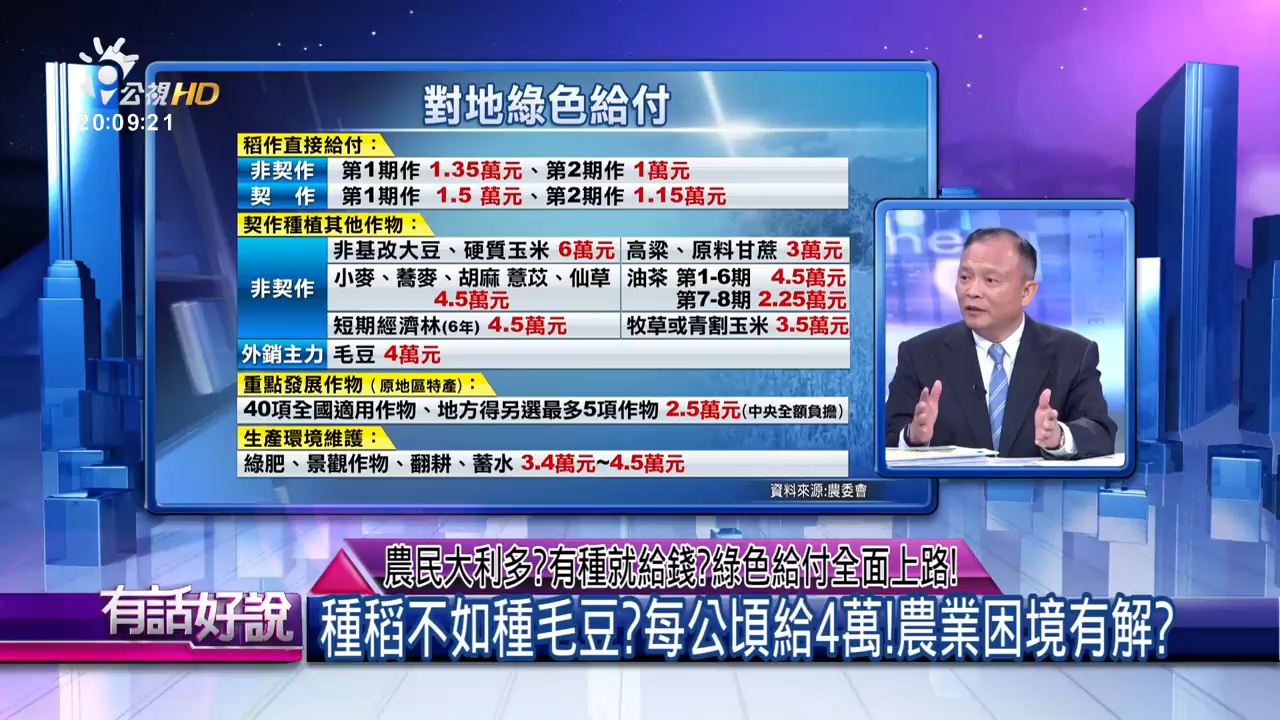 公視HD
20:09:21
對地綠色給付
稻作直接給付：
非契作 第1期作 1.35萬元、第2期作 1萬元
契 作 第1期作 1.5 萬元、第2期作 1.15萬元
契作種植其他作物：
非契作
非基改大豆、硬質玉米 6萬元 高粱、原料甘蔗 3萬元
小麥、蕎麥、胡麻 薏苡、仙草 油茶 第1-6期 4.5萬元
4.5萬元 第7-8期 2.25萬元
短期經濟林(6年) 4.5萬元 牧草或青割玉米 3.5萬元
外銷主力 毛豆 4萬元
重點發展作物（原地區特產）：
40項全國適用作物、地方得另選最多5項作物 2.5萬元(中央全額負擔)
生產環境維護：
綠肥、景觀作物、翻耕、蓄水 3.4萬元~4.5萬元
資料來源:農委會
農民大利多?有種就給錢?綠色給付全面上路!
有話好說
種稻不如種毛豆?每公頃給4萬!農業困境有解?